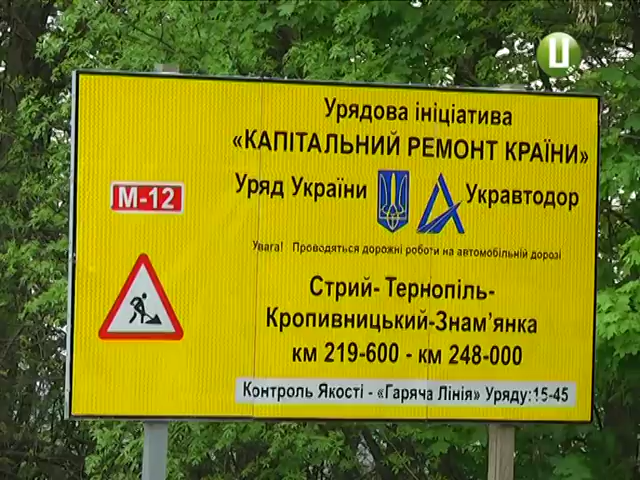 Ц
Урядова ініціатива
«КАПІТАЛЬНИЙ РЕМОНТ КРАЇНИ»
Уряд України Укравтодор
М-12
Увага! Проводяться дорожні роботи на автомобільній дорозі
Стрий- Тернопіль-
Кропивницький-Знам'янка
км 219-600 - км 248-000
Контроль Якості - «Гаряча Лінія» Уряду:15-45